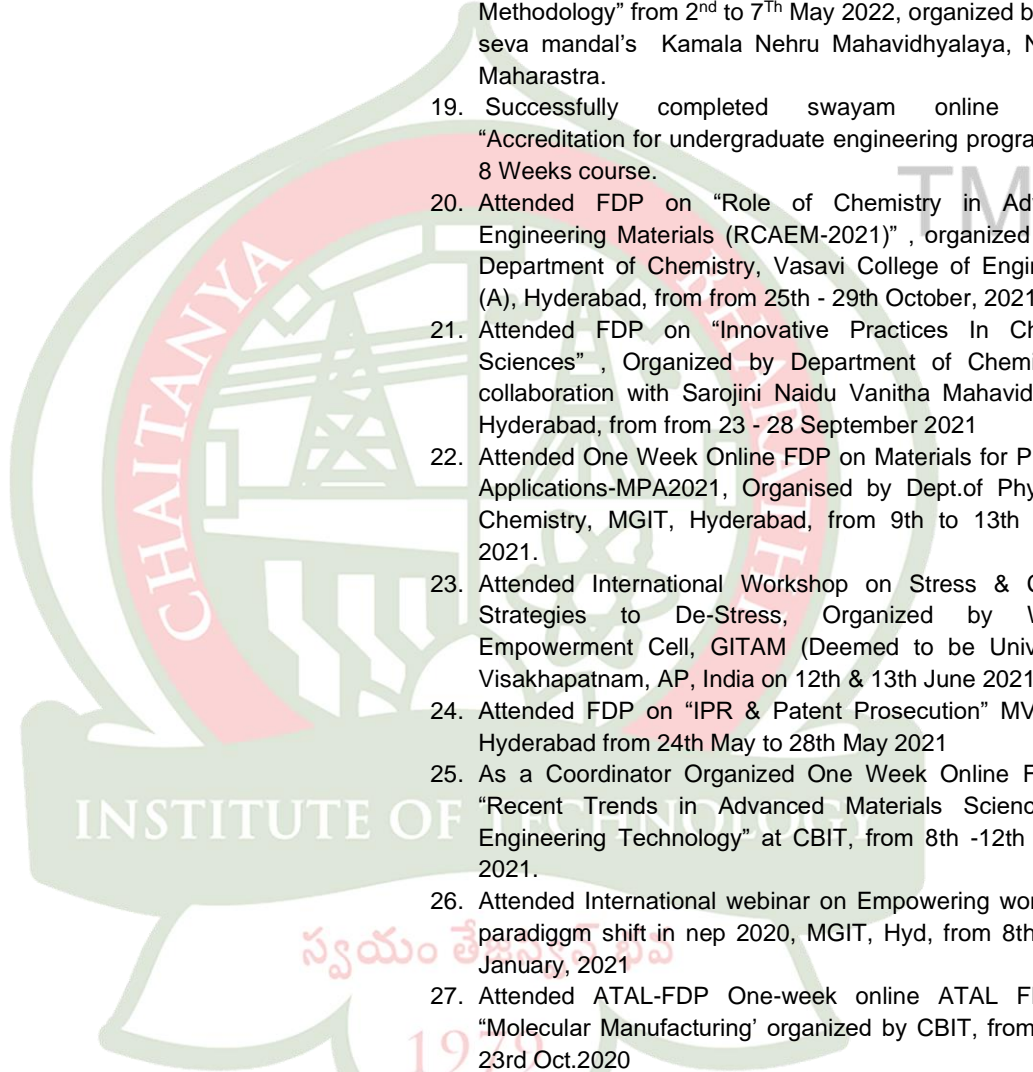 Methodology” from 2nd to 7Th May 2022, organized b
seva mandal’s Kamala Nehru Mahavidhyalaya, N
Maharastra.
19. Successfully completed swayam online
“Accreditation for undergraduate engineering progra
8 Weeks course.
20. Attended FDP on “Role of Chemistry in Ad
Engineering Materials (RCAEM-2021)” , organized
Department of Chemistry, Vasavi College of Engi
(A), Hyderabad, from from 25th - 29th October, 2021
21. Attended FDP on “Innovative Practices In Ch
Sciences” , Organized by Department of Chemi
collaboration with Sarojini Naidu Vanitha Mahavid
Hyderabad, from from 23 - 28 September 2021
22. Attended One Week Online FDP on Materials for P
Applications-MPA2021, Organised by Dept.of Phy
Chemistry, MGIT, Hyderabad, from 9th to 13th
2021.
23. Attended International Workshop on Stress & C
Strategies to De-Stress, Organized by W
Empowerment Cell, GITAM (Deemed to be Univ
Visakhapatnam, AP, India on 12th & 13th June 2021
24. Attended FDP on “IPR & Patent Prosecution” MV
Hyderabad from 24th May to 28th May 2021
25. As a Coordinator Organized One Week Online F
“Recent Trends in Advanced Materials Scienc
Engineering Technology” at CBIT, from 8th -12th
2021.
26. Attended International webinar on Empowering wo
paradiggm shift in nep 2020, MGIT, Hyd, from 8th
January, 2021
27. Attended ATAL-FDP One-week online ATAL F
“Molecular Manufacturing’ organized by CBIT, from
23rd Oct.2020
TM
CHAITANYA BHARATHI
INSTITUTE OF TECHNOLOGY
స్వయం తేజస్విన్ భవ
1979